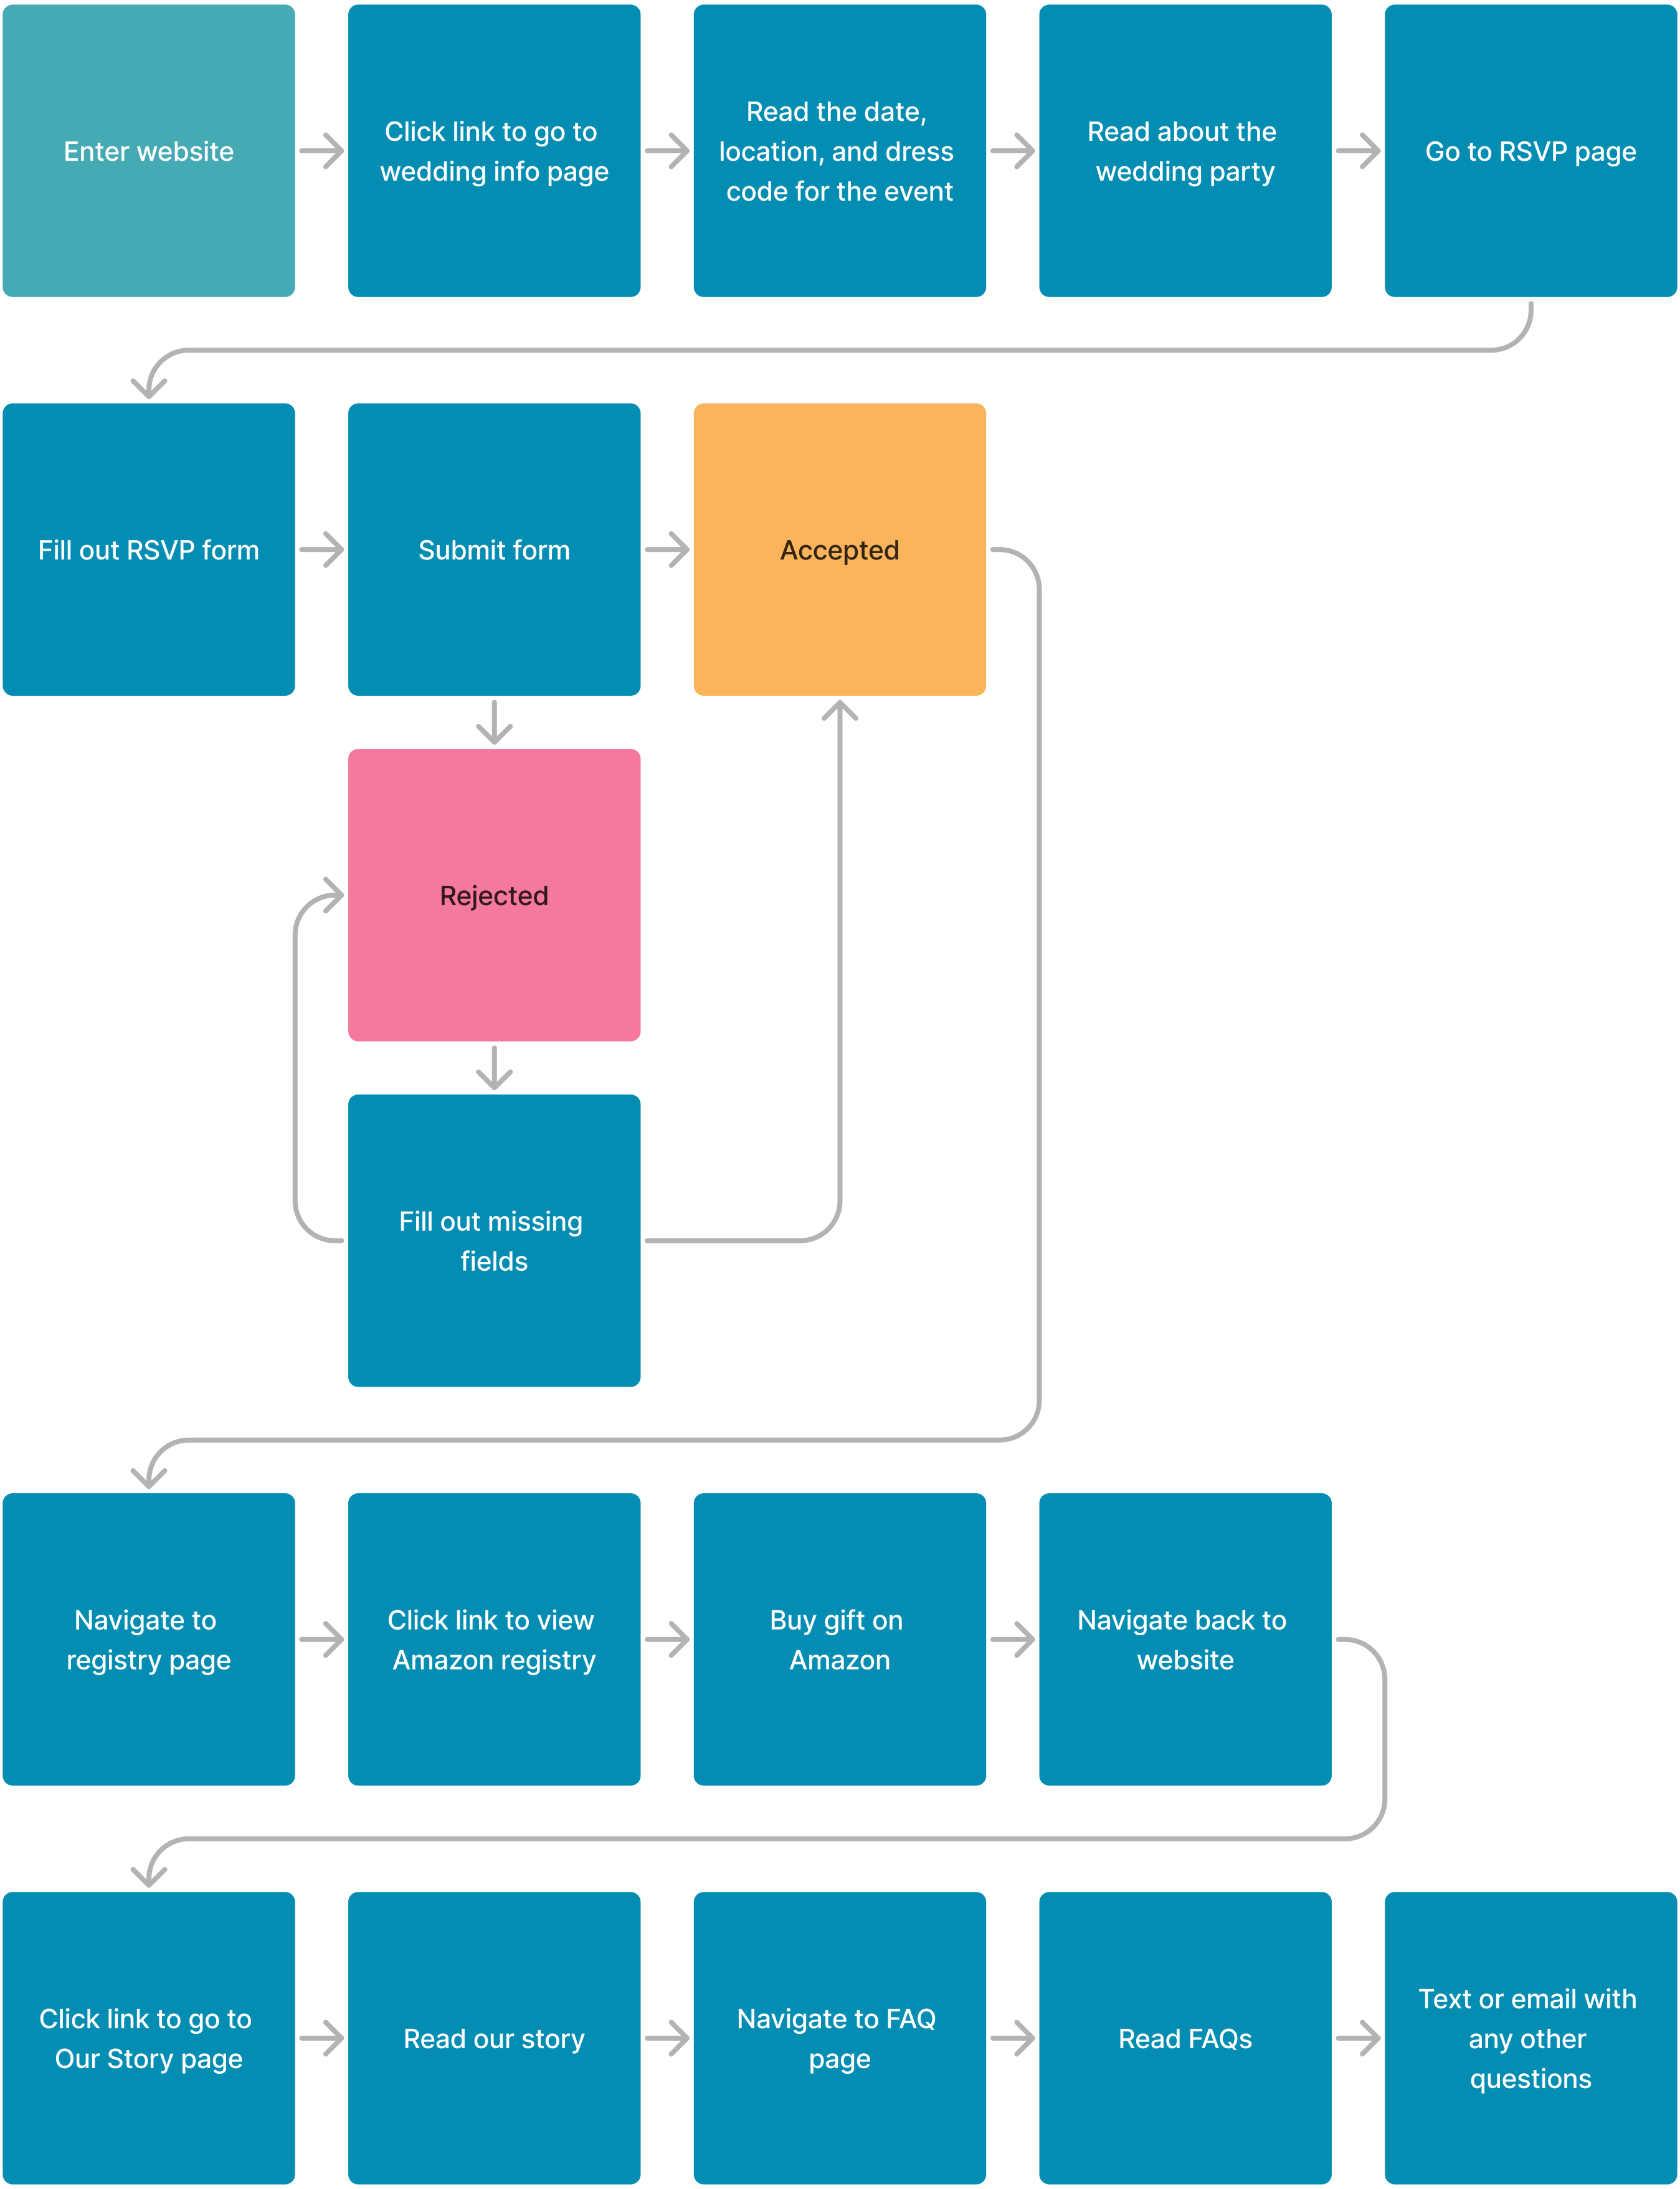 Enter website
Click link to go to
wedding info page
Read the date,
location, and dress
code for the event
Read about the
wedding party
Go to RSVP page
Fill out RSVP form
Submit form
Accepted
Rejected
Fill out missing
fields
Navigate to
registry page
Click link to view
Amazon registry
Buy gift on
Amazon
Navigate back to
website
Click link to go to
Our Story page
Read our story
Navigate to FAQ
page
Read FAQs
Text or email with
any other
questions